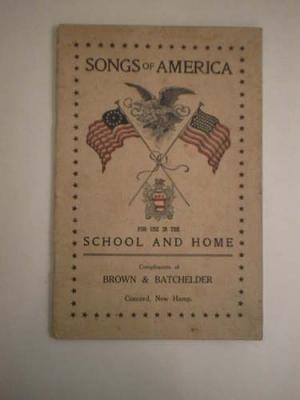 SONGS OF AMERICA
FOR USE IN THE
SCHOOL AND HOME
Compliments of
BROWN & BATCHELDER
Concord, New Hamp.